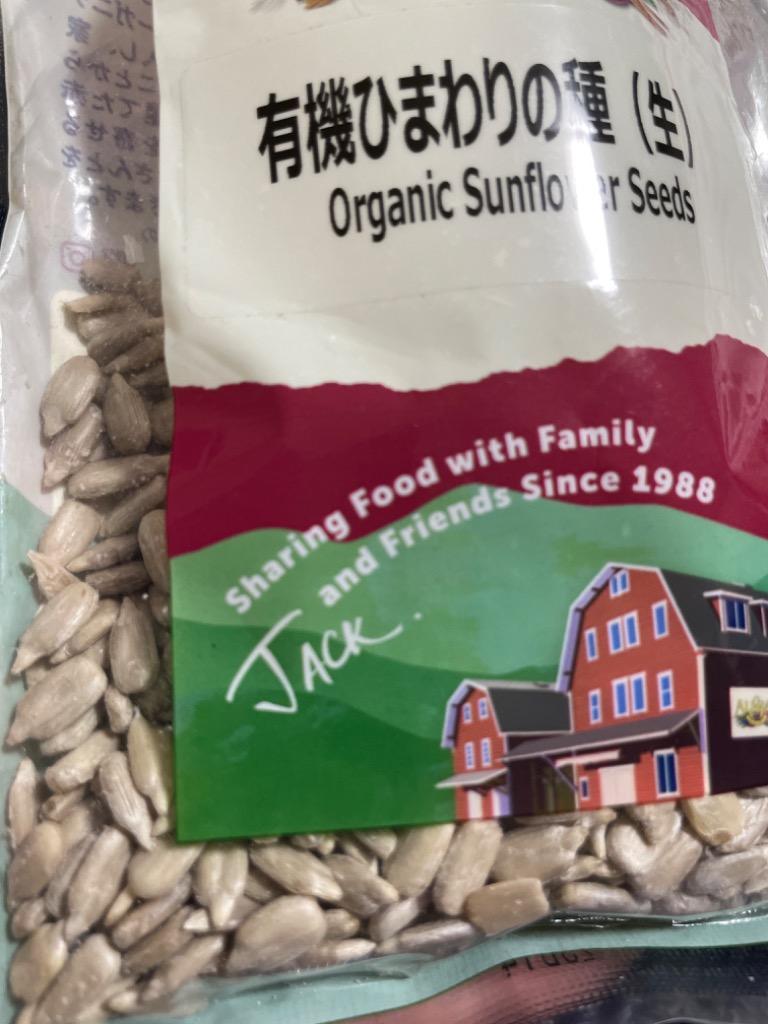 有機ひまわりの種（生）
Organic Sunflower Seeds
Sharing Food with Family
and Friends Since 1988
JACK.